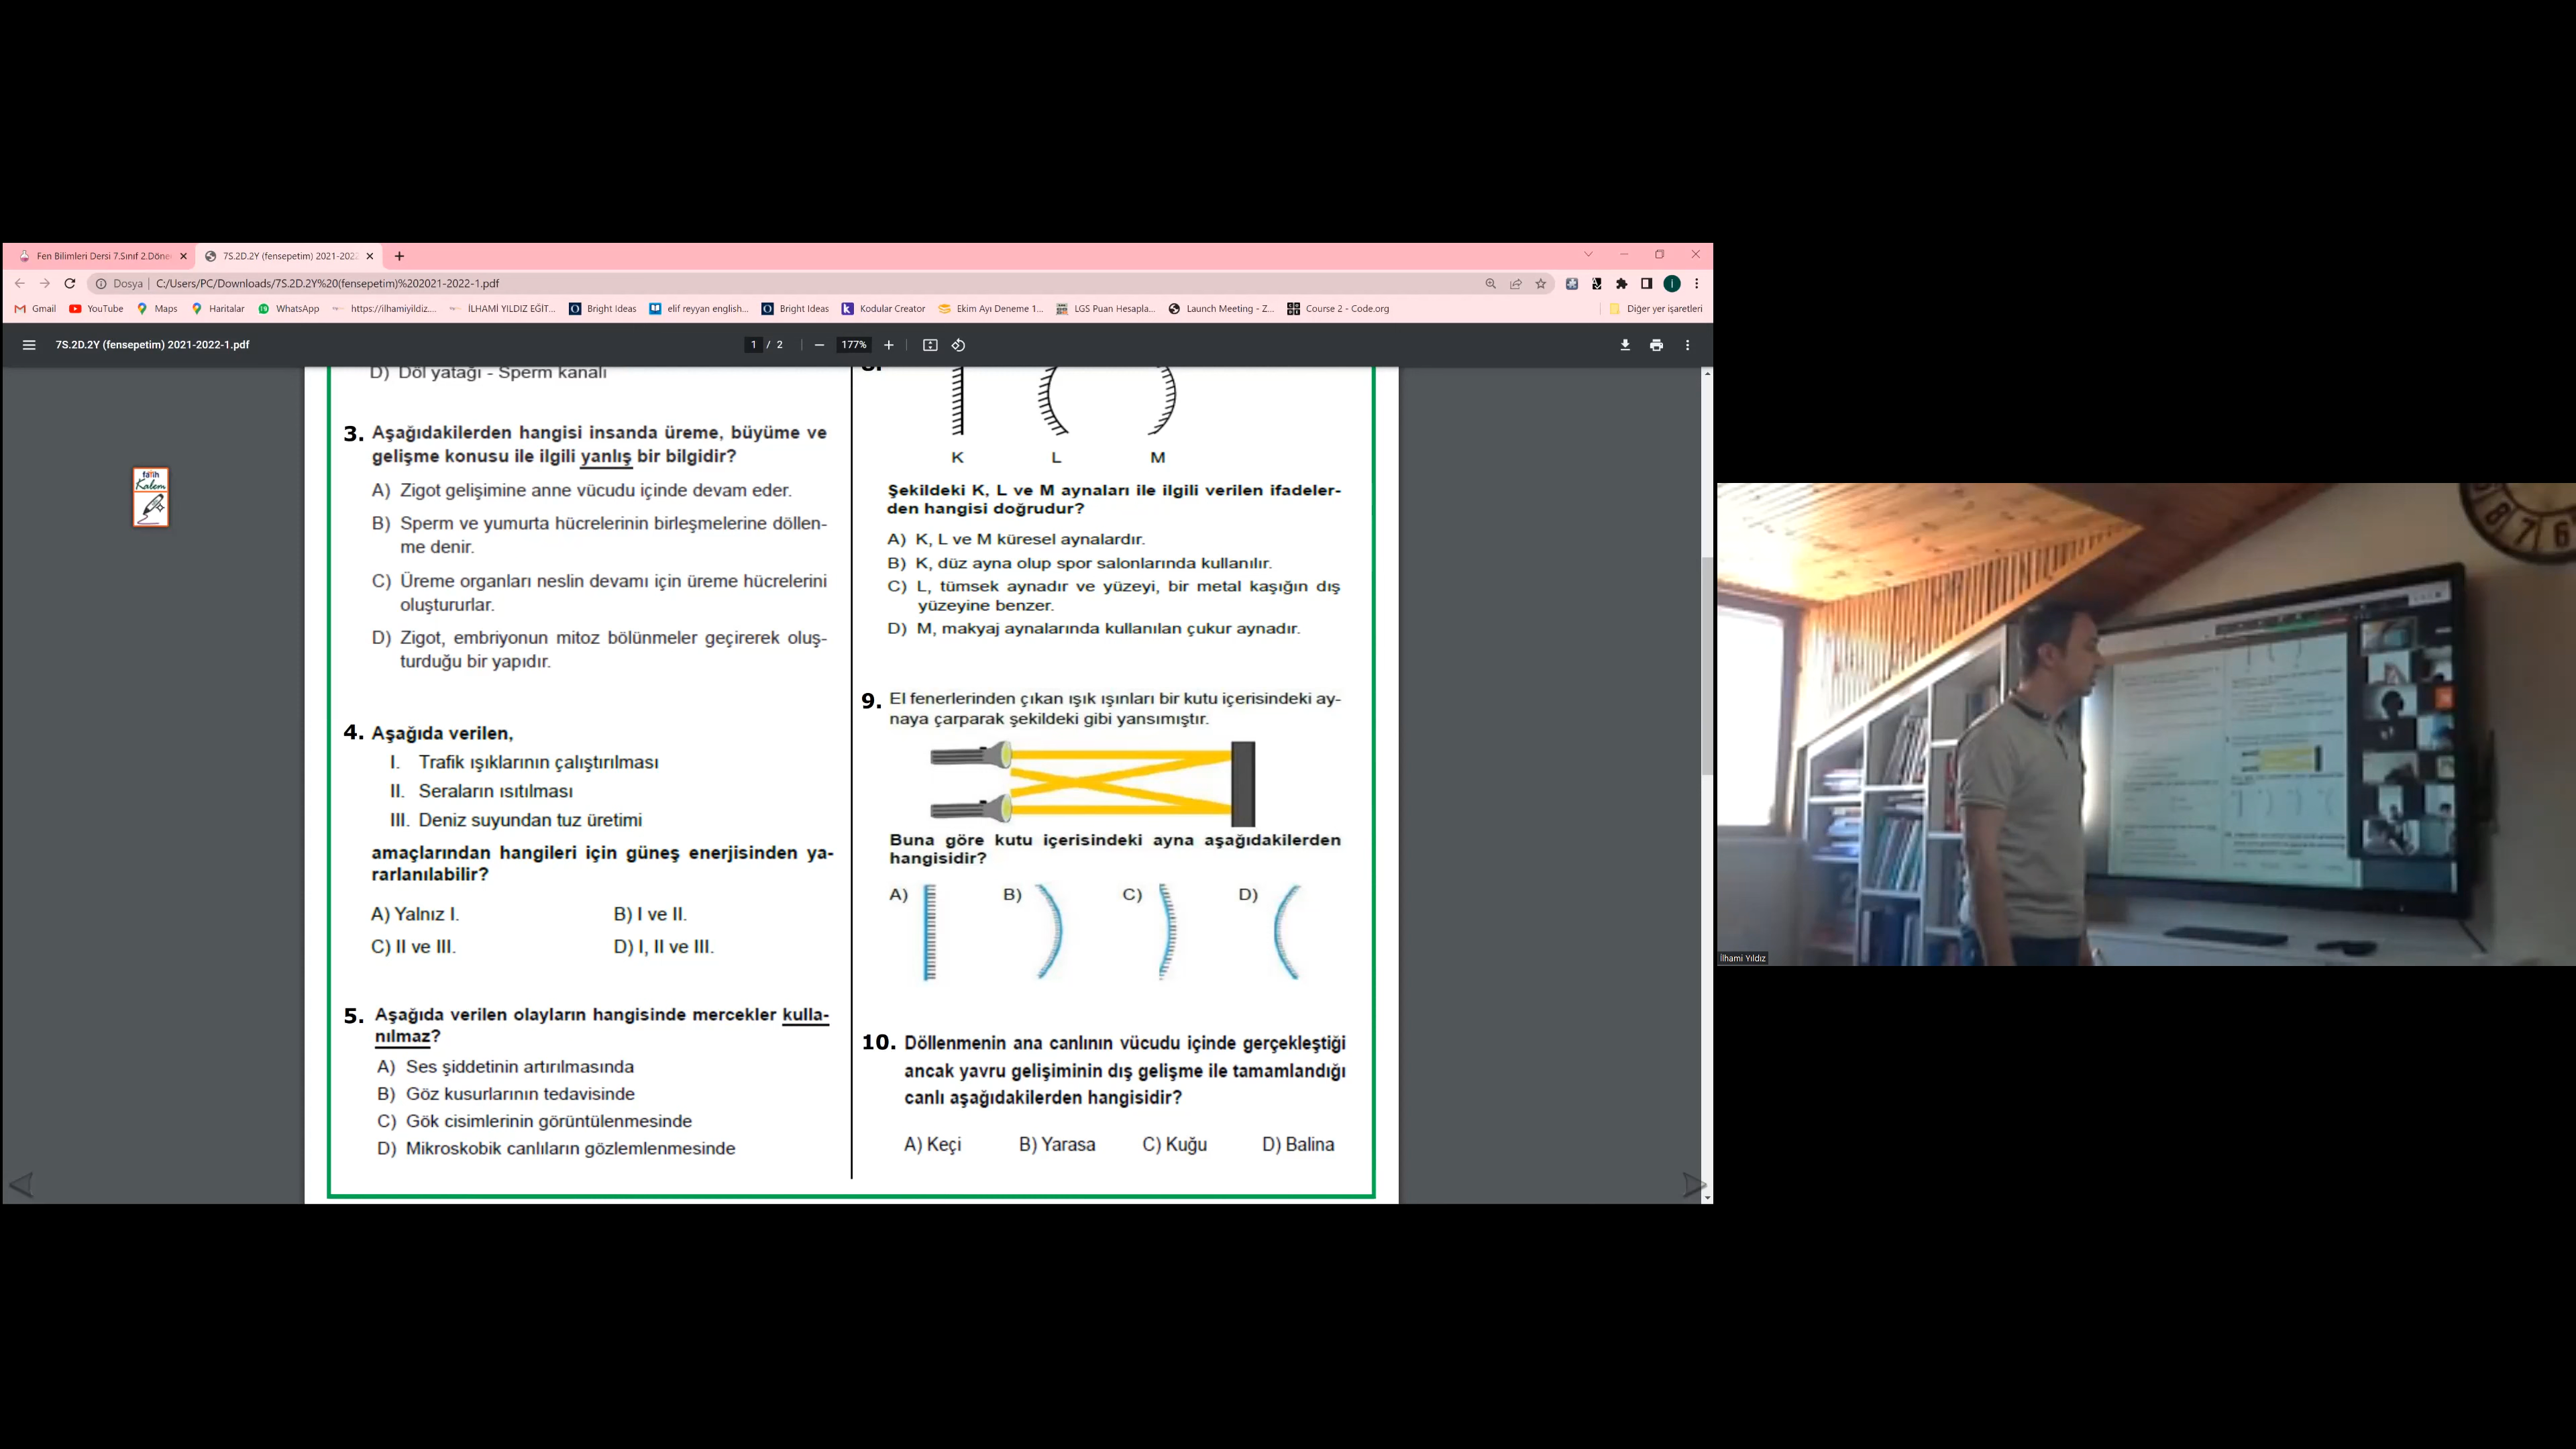 Fen Bilimleri Dersi 7.Sınıf 2.Döne
7S.2D.2Y (fensepetim) 2021-202
Dosya
C:/Users/PC/Downloads/7S.2D.2Y%20(fensepetim)%202021-2022-1.pdf
Gmail
YouTube
Maps
Haritalar
WhatsApp
https://ilhamiyildiz....
İLHAMİ YILDIZ EĞİT...
Bright Ideas
elif reyyan english...
Bright Ideas
Kodular Creator
Ekim Ayı Deneme 1...
LGS Puan Hesapla...
Launch Meeting - Z...
Course 2 - Code.org
Diğer yer işaretleri
7S.2D.2Y (fensepetim) 2021-2022-1.pdf
1 / 2
177%
fatih
Kalem
D) Döl yatağı - Sperm kanalı
3. Aşağıdakilerden hangisi insanda üreme, büyüme ve
gelişme konusu ile ilgili yanlış bir bilgidir?
A) Zigot gelişimine anne vücudu içinde devam eder.
B) Sperm ve yumurta hücrelerinin birleşmelerine döllen-
me denir.
C) Üreme organları neslin devamı için üreme hücrelerini
oluştururlar.
D) Zigot, embriyonun mitoz bölünmeler geçirerek oluş-
turduğu bir yapıdır.
4. Aşağıda verilen,
I. Trafik ışıklarının çalıştırılması
II. Seraların ısıtılması
III. Deniz suyundan tuz üretimi
amaçlarından hangileri için güneş enerjisinden ya-
rarlanılabilir?
A) Yalnız I.
B) I ve II.
C) II ve III.
D) I, II ve III.
5. Aşağıda verilen olayların hangisinde mercekler kulla-
nılmaz?
A) Ses şiddetinin artırılmasında
B) Göz kusurlarının tedavisinde
C) Gök cisimlerinin görüntülenmesinde
D) Mikroskobik canlıların gözlemlenmesinde
8.
K
L
M
Şekildeki K, L ve M aynaları ile ilgili verilen ifadeler-
den hangisi doğrudur?
A) K, L ve M küresel aynalardır.
B) K, düz ayna olup spor salonlarında kullanılır.
C) L, tümsek aynadır ve yüzeyi, bir metal kaşığın dış
yüzeyine benzer.
D) M, makyaj aynalarında kullanılan çukur aynadır.
9. El fenerlerinden çıkan ışık ışınları bir kutu içerisindeki ay-
naya çarparak şekildeki gibi yansımıştır.
Buna göre kutu içerisindeki ayna aşağıdakilerden
hangisidir?
A)
B)
C)
D)
10. Döllenmenin ana canlının vücudu içinde gerçekleştiği
ancak yavru gelişiminin dış gelişme ile tamamlandığı
canlı aşağıdakilerden hangisidir?
A) Keçi
B) Yarasa
C) Kuğu
D) Balina
8 7 6
İlhami Yıldız